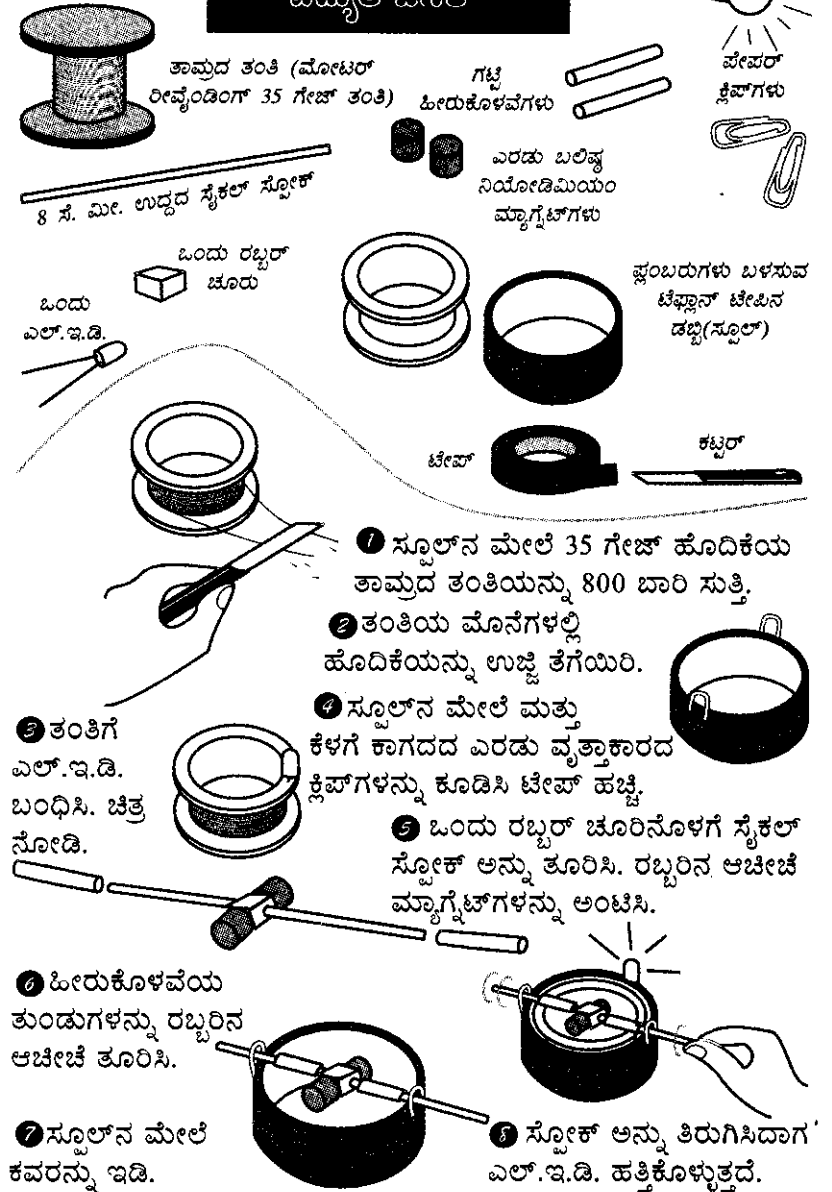 ತಾಮ್ರದ ತಂತಿ (ಮೋಟರ್
ರೀವೈಂಡಿಂಗ್ 35 ಗೇಜ್ ತಂತಿ)
ಗಟ್ಟಿ
ಹೀರುಕೊಳವೆಗಳು
ಪೇಪರ್
ಕ್ಲಿಪ್‌ಗಳು
ಎರಡು ಬಲಿಷ್ಠ
ನಿಯೋಡಿಮಿಯಂ
ಮ್ಯಾಗ್ನೆಟ್‌ಗಳು
8 ಸೆ. ಮೀ. ಉದ್ದದ ಸೈಕಲ್ ಸ್ಪೋಕ್
ಒಂದು ರಬ್ಬರ್
ಚೂರು
ಒಂದು
ಎಲ್.ಇ.ಡಿ.
ಪ್ಲಂಬರುಗಳು ಬಳಸುವ
ಟೆಫ್ಲಾನ್ ಟೇಪಿನ
ಡಬ್ಬಿ(ಸ್ಪೂಲ್)
ಟೇಪ್
ಕಟ್ಟರ್
1 ಸ್ಪೂಲ್‌ನ ಮೇಲೆ 35 ಗೇಜ್ ಹೊದಿಕೆಯ
ತಾಮ್ರದ ತಂತಿಯನ್ನು 800 ಬಾರಿ ಸುತ್ತಿ.
2 ತಂತಿಯ ಮೊನೆಗಳಲ್ಲಿ
ಹೊದಿಕೆಯನ್ನು ಉಜ್ಜಿ ತೆಗೆಯಿರಿ.
3 ತಂತಿಗೆ
ಎಲ್.ಇ.ಡಿ.
ಬಂಧಿಸಿ. ಚಿತ್ರ
ನೋಡಿ.
4 ಸ್ಪೂಲ್‌ನ ಮೇಲೆ ಮತ್ತು
ಕೆಳಗೆ ಕಾಗದದ ಎರಡು ವೃತ್ತಾಕಾರದ
ಕ್ಲಿಪ್‌ಗಳನ್ನು ಕೂಡಿಸಿ ಟೇಪ್ ಹಚ್ಚಿ.
5 ಒಂದು ರಬ್ಬರ್ ಚೂರಿನೊಳಗೆ ಸೈಕಲ್
ಸ್ಪೋಕ್ ಅನ್ನು ತೂರಿಸಿ. ರಬ್ಬರಿನ ಆಚೀಚೆ
ಮ್ಯಾಗ್ನೆಟ್‌ಗಳನ್ನು ಅಂಟಿಸಿ.
6 ಹೀರುಕೊಳವೆಯ
ತುಂಡುಗಳನ್ನು ರಬ್ಬರಿನ
ಆಚೀಚೆ ತೂರಿಸಿ.
7 ಸ್ಪೂಲ್‌ನ ಮೇಲೆ
ಕವರನ್ನು ಇಡಿ.
8 ಸ್ಪೋಕ್ ಅನ್ನು ತಿರುಗಿಸಿದಾಗ
ಎಲ್.ಇ.ಡಿ. ಹತ್ತಿಕೊಳ್ಳುತ್ತದೆ.